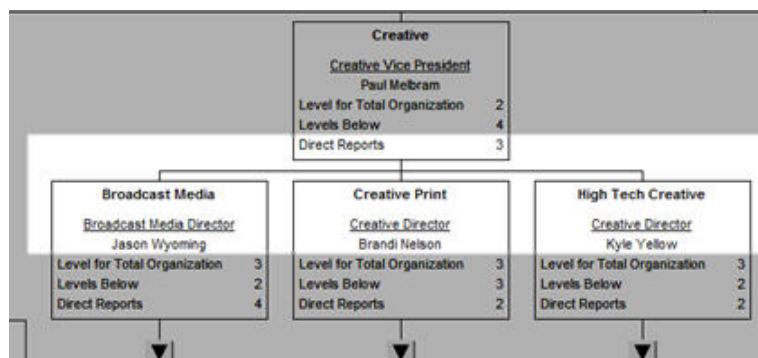 Creative
Creative Vice President
Paul Melbram
Level for Total Organization 2
Levels Below 4
Direct Reports 3
Broadcast Media
Broadcast Media Director
Jason Wyoming
Level for Total Organization 3
Levels Below 2
Direct Reports 4
Creative Print
Creative Director
Brandi Nelson
Level for Total Organization 3
Levels Below 3
Direct Reports 2
High Tech Creative
Creative Director
Kyle Yellow
Level for Total Organization 3
Levels Below 2
Direct Reports 2